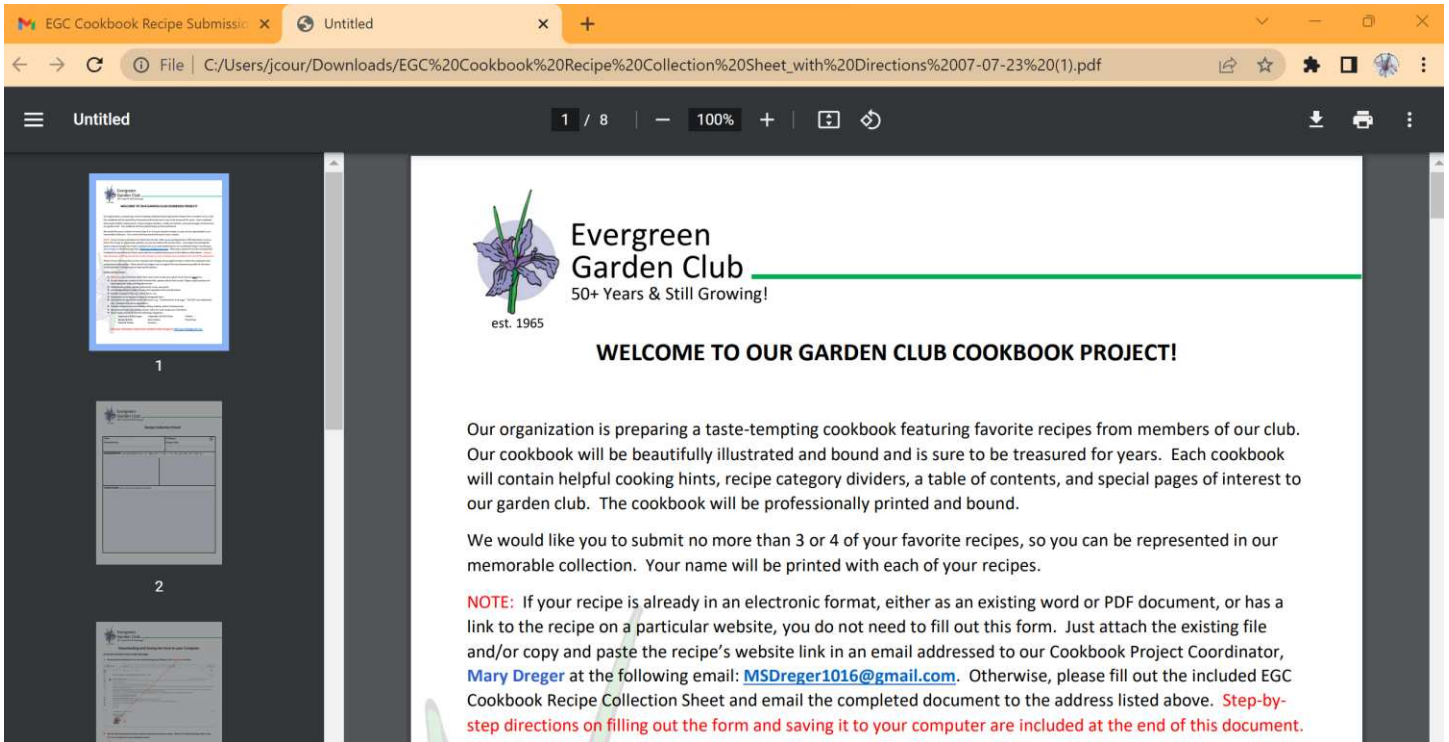 EGC Cookbook Recipe Submissio
Untitled
File | C:/Users/jcour/Downloads/EGC%20Cookbook%20Recipe%20Collection%20Sheet_with%20Directions%2007-07-23%20(1).pdf
Untitled
1 / 8
100%
Evergreen
Garden Club
50+ Years & Still Growing!
est. 1965
WELCOME TO OUR GARDEN CLUB COOKBOOK PROJECT!
Our organization is preparing a taste-tempting cookbook featuring favorite recipes from members of our club.
Our cookbook will be beautifully illustrated and bound and is sure to be treasured for years. Each cookbook
will contain helpful cooking hints, recipe category dividers, a table of contents, and special pages of interest to
our garden club. The cookbook will be professionally printed and bound.
We would like you to submit no more than 3 or 4 of your favorite recipes, so you can be represented in our
memorable collection. Your name will be printed with each of your recipes.
NOTE: If your recipe is already in an electronic format, either as an existing word or PDF document, or has a
link to the recipe on a particular website, you do not need to fill out this form. Just attach the existing file
and/or copy and paste the recipe's website link in an email addressed to our Cookbook Project Coordinator,
Mary Dreger at the following email: MSDreger1016@gmail.com. Otherwise, please fill out the included EGC
Cookbook Recipe Collection Sheet and email the completed document to the address listed above. Step-by-
step directions on filling out the form and saving it to your computer are included at the end of this document.
1
2